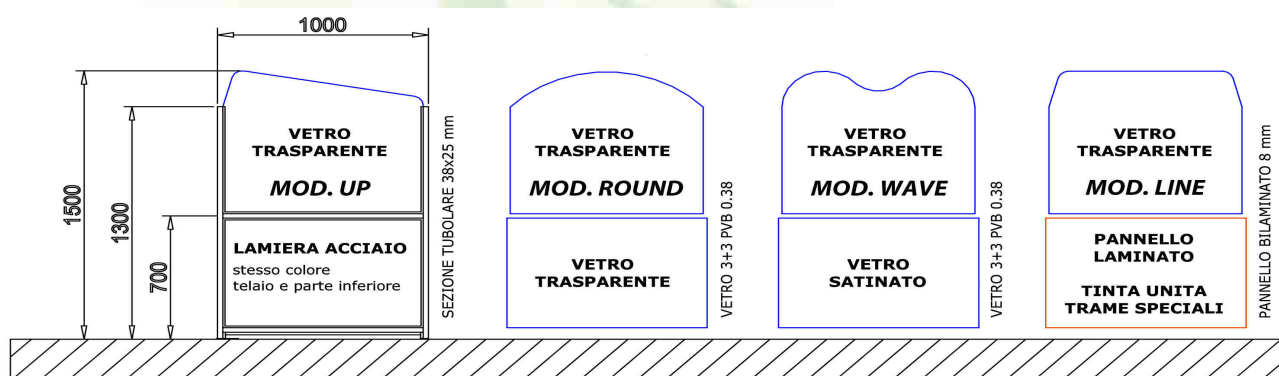 1000
1500
1300
700
VETRO
TRASPARENTE
MOD. UP
LAMIERA ACCIAIO
stesso colore
telaio e parte inferiore
SEZIONE TUBOLARE 38x25 mm
VETRO
TRASPARENTE
MOD. ROUND
VETRO
TRASPARENTE
VETRO 3+3 PVB 0.38
VETRO
TRASPARENTE
MOD. WAVE
VETRO
SATINATO
VETRO 3+3 PVB 0.38
VETRO
TRASPARENTE
MOD. LINE
PANNELLO
LAMINATO
TINTA UNITA
TRAME SPECIALI
PANNELLO BILAMINATO 8 mm